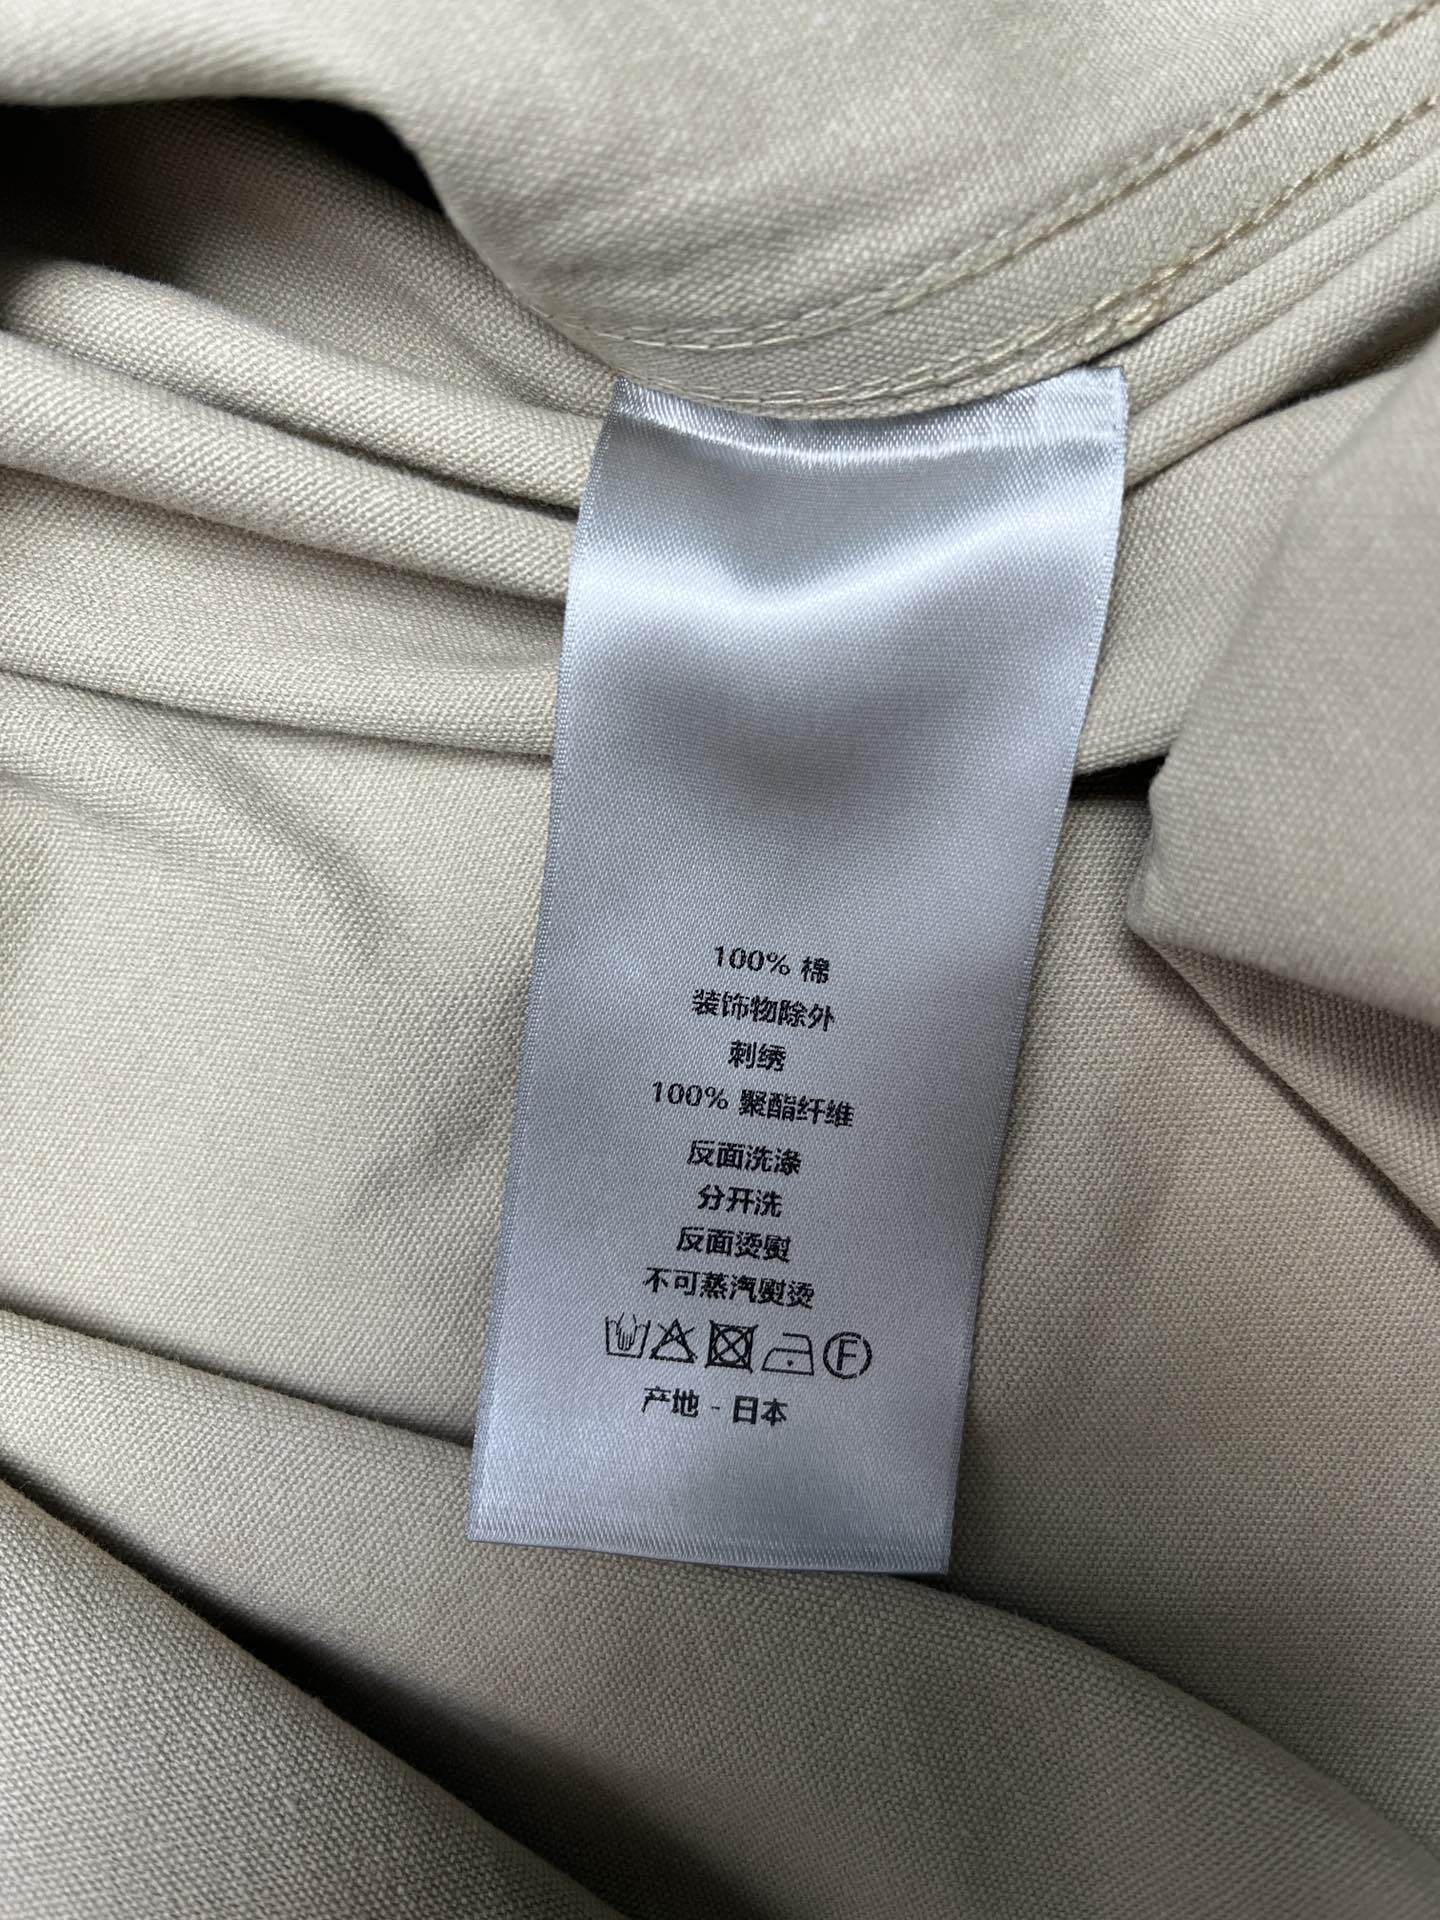 100% 棉
装饰物除外
刺绣
100% 聚酯纤维
反面洗涤
分开洗
反面烫熨
不可蒸汽熨烫
F
产地 - 日本